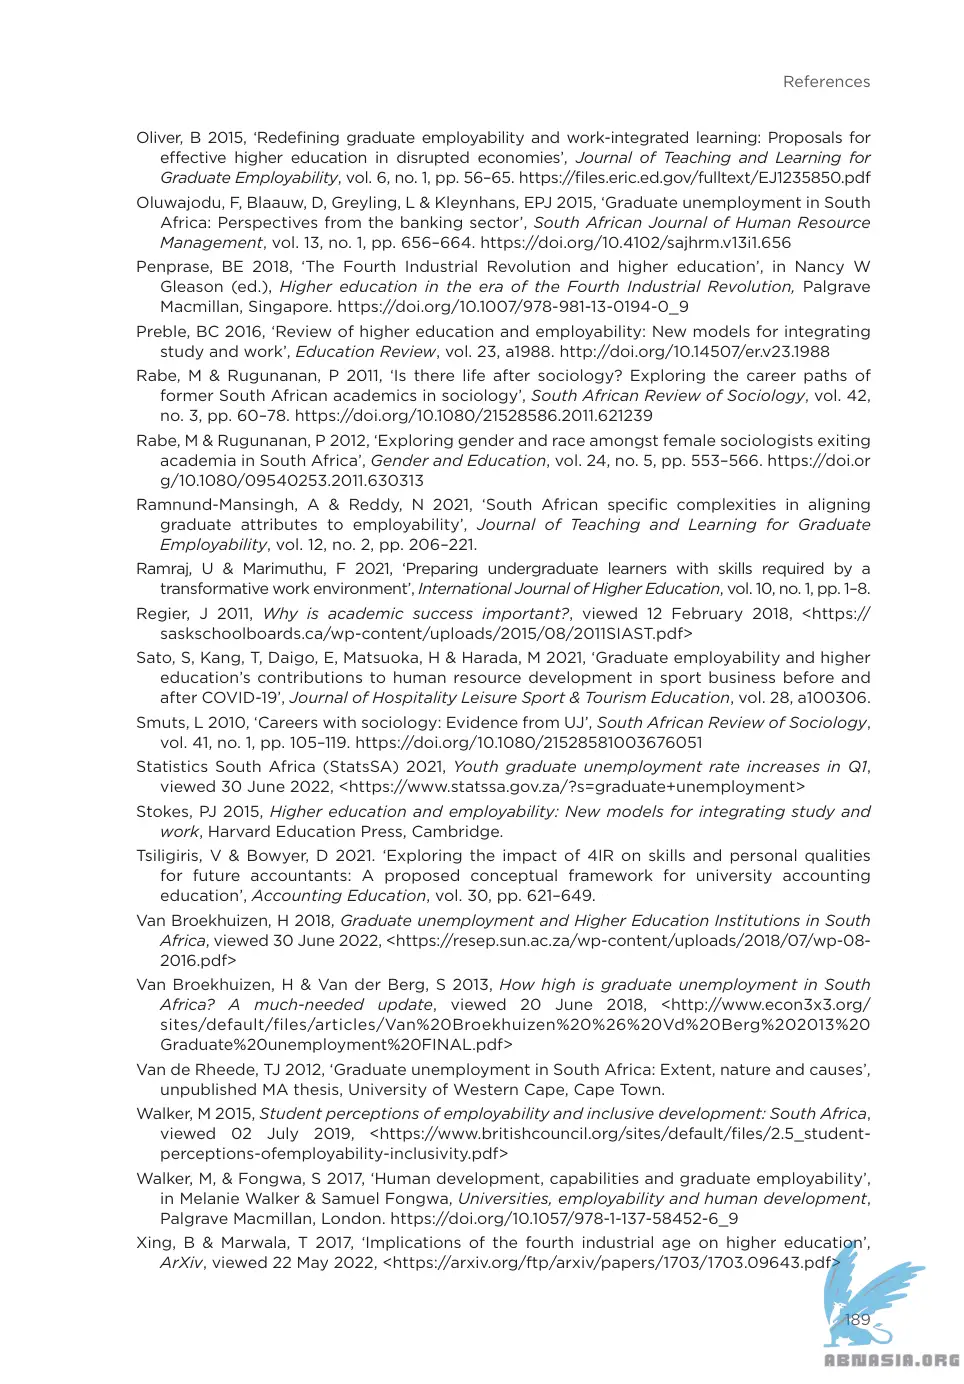 References
Oliver, B 2015, ‘Redefining graduate employability and work-integrated learning: Proposals for
effective higher education in disrupted economies’, Journal of Teaching and Learning for
Graduate Employability, vol. 6, no. 1, pp. 56–65. https://files.eric.ed.gov/fulltext/EJ1235850.pdf
Oluwajodu, F, Blaauw, D, Greyling, L & Kleynhans, EPJ 2015, ‘Graduate unemployment in South
Africa: Perspectives from the banking sector’, South African Journal of Human Resource
Management, vol. 13, no. 1, pp. 656–664. https://doi.org/10.4102/sajhrm.v13i1.656
Penprase, BE 2018, ‘The Fourth Industrial Revolution and higher education’, in Nancy W
Gleason (ed.), Higher education in the era of the Fourth Industrial Revolution, Palgrave
Macmillan, Singapore. https://doi.org/10.1007/978-981-13-0194-0_9
Preble, BC 2016, ‘Review of higher education and employability: New models for integrating
study and work’, Education Review, vol. 23, a1988. http://doi.org/10.14507/er.v23.1988
Rabe, M & Rugunanan, P 2011, ‘Is there life after sociology? Exploring the career paths of
former South African academics in sociology’, South African Review of Sociology, vol. 42,
no. 3, pp. 60–78. https://doi.org/10.1080/21528586.2011.621239
Rabe, M & Rugunanan, P 2012, ‘Exploring gender and race amongst female sociologists exiting
academia in South Africa’, Gender and Education, vol. 24, no. 5, pp. 553–566. https://doi.or
g/10.1080/09540253.2011.630313
Ramnund-Mansingh, A & Reddy, N 2021, ‘South African specific complexities in aligning
graduate attributes to employability’, Journal of Teaching and Learning for Graduate
Employability, vol. 12, no. 2, pp. 206–221.
Ramraj, U & Marimuthu, F 2021, ‘Preparing undergraduate learners with skills required by a
transformative work environment’, International Journal of Higher Education, vol. 10, no. 1, pp. 1–8.
Regier, J 2011, Why is academic success important?, viewed 12 February 2018, <https://
saskschoolboards.ca/wp-content/uploads/2015/08/2011SIAST.pdf>
Sato, S, Kang, T, Daigo, E, Matsuoka, H & Harada, M 2021, ‘Graduate employability and higher
education’s contributions to human resource development in sport business before and
after COVID-19’, Journal of Hospitality Leisure Sport & Tourism Education, vol. 28, a100306.
Smuts, L 2010, ‘Careers with sociology: Evidence from UJ’, South African Review of Sociology,
vol. 41, no. 1, pp. 105–119. https://doi.org/10.1080/21528581003676051
Statistics South Africa (StatsSA) 2021, Youth graduate unemployment rate increases in Q1,
viewed 30 June 2022, <https://www.statssa.gov.za/?s=graduate+unemployment>
Stokes, PJ 2015, Higher education and employability: New models for integrating study and
work, Harvard Education Press, Cambridge.
Tsiligiris, V & Bowyer, D 2021. ‘Exploring the impact of 4IR on skills and personal qualities
for future accountants: A proposed conceptual framework for university accounting
education’, Accounting Education, vol. 30, pp. 621–649.
Van Broekhuizen, H 2018, Graduate unemployment and Higher Education Institutions in South
Africa, viewed 30 June 2022, <https://resep.sun.ac.za/wp-content/uploads/2018/07/wp-08-
2016.pdf>
Van Broekhuizen, H & Van der Berg, S 2013, How high is graduate unemployment in South
Africa? A much-needed update, viewed 20 June 2018, <http://www.econ3x3.org/
sites/default/files/articles/Van%20Broekhuizen%20%26%20Vd%20Berg%202013%20
Graduate%20unemployment%20FINAL.pdf>
Van de Rheede, TJ 2012, ‘Graduate unemployment in South Africa: Extent, nature and causes’,
unpublished MA thesis, University of Western Cape, Cape Town.
Walker, M 2015, Student perceptions of employability and inclusive development: South Africa,
viewed 02 July 2019, <https://www.britishcouncil.org/sites/default/files/2.5_student-
perceptions-ofemployability-inclusivity.pdf>
Walker, M, & Fongwa, S 2017, ‘Human development, capabilities and graduate employability’,
in Melanie Walker & Samuel Fongwa, Universities, employability and human development,
Palgrave Macmillan, London. https://doi.org/10.1057/978-1-137-58452-6_9
Xing, B & Marwala, T 2017, ‘Implications of the fourth industrial age on higher education’,
ArXiv, viewed 22 May 2022, <https://arxiv.org/ftp/arxiv/papers/1703/1703.09643.pdf>
189
ABNASIA.ORG